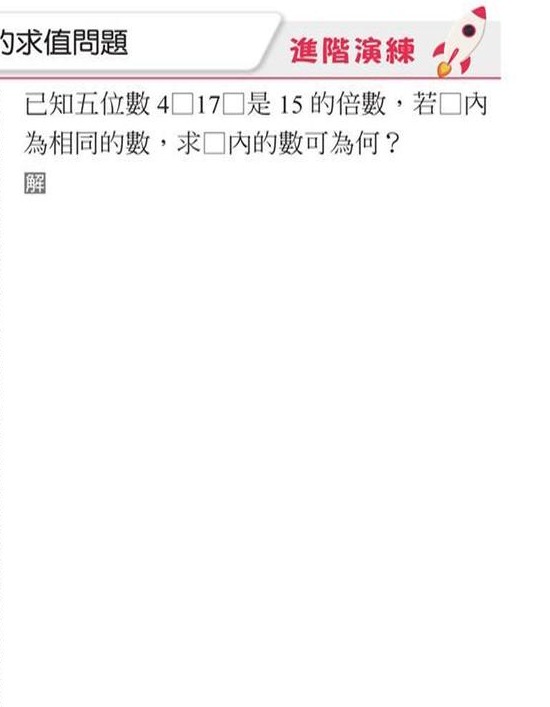 的求值問題
進階演練
已知五位數 4□17□是 15 的倍數，若□內
為相同的數，求□內的數可為何？
解